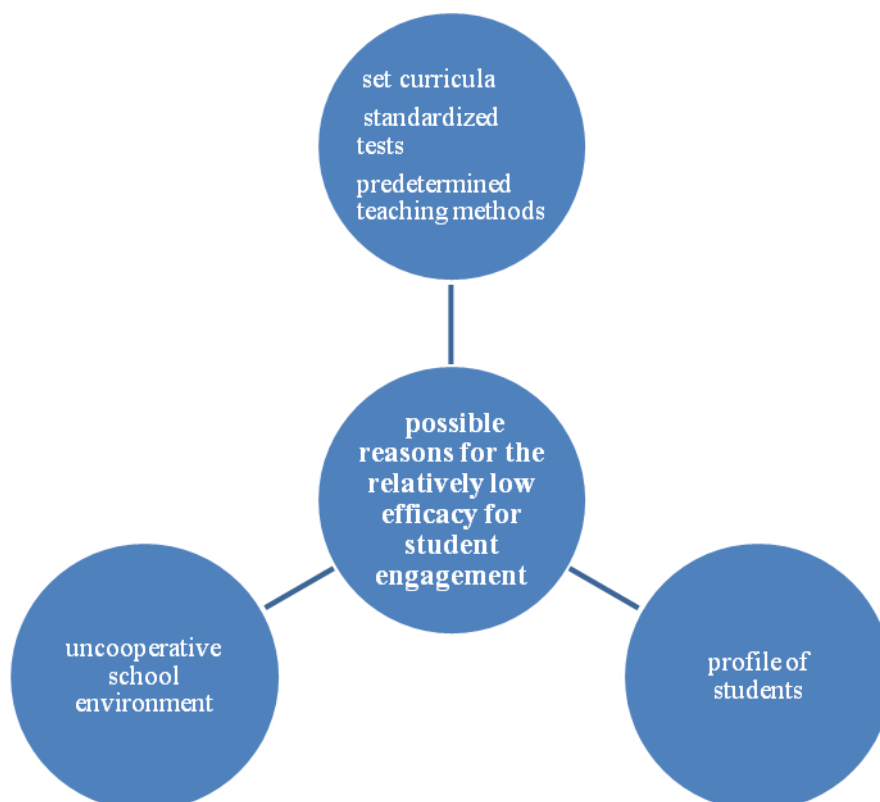 set curricula
standardized
tests
predetermined
teaching methods
possible
reasons for the
relatively low
efficacy for
student
engagement
uncooperative
school
environment
profile of
students